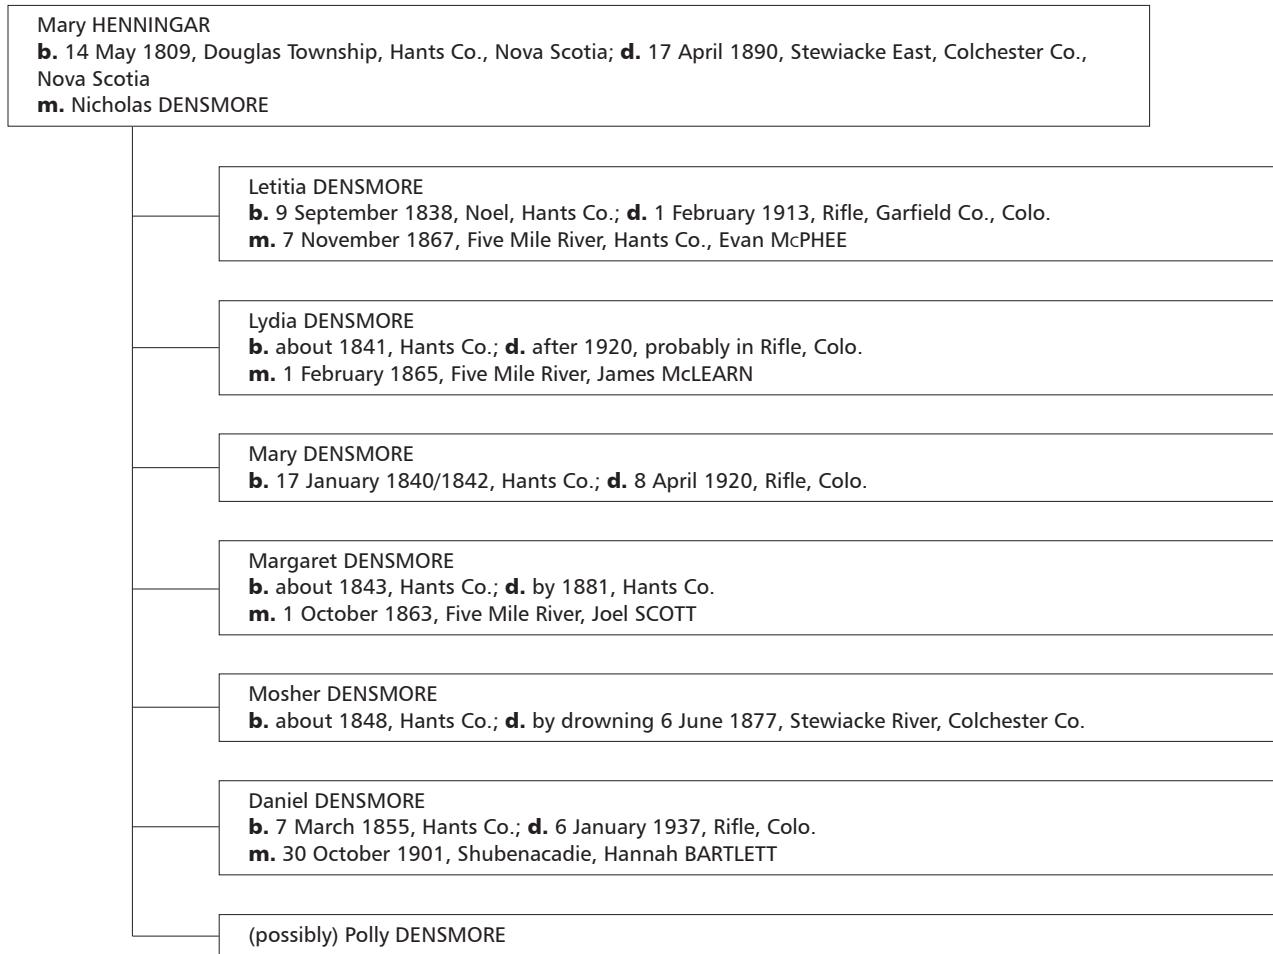 Mary HENNINGAR
b. 14 May 1809, Douglas Township, Hants Co., Nova Scotia; d. 17 April 1890, Stewiacke East, Colchester Co.,
Nova Scotia
m. Nicholas DENSMORE
Letitia DENSMORE
b. 9 September 1838, Noel, Hants Co.; d. 1 February 1913, Rifle, Garfield Co., Colo.
m. 7 November 1867, Five Mile River, Hants Co., Evan McPHEE
Lydia DENSMORE
b. about 1841, Hants Co.; d. after 1920, probably in Rifle, Colo.
m. 1 February 1865, Five Mile River, James McLEARN
Mary DENSMORE
b. 17 January 1840/1842, Hants Co.; d. 8 April 1920, Rifle, Colo.
Margaret DENSMORE
b. about 1843, Hants Co.; d. by 1881, Hants Co.
m. 1 October 1863, Five Mile River, Joel SCOTT
Mosher DENSMORE
b. about 1848, Hants Co.; d. by drowning 6 June 1877, Stewiacke River, Colchester Co.
Daniel DENSMORE
b. 7 March 1855, Hants Co.; d. 6 January 1937, Rifle, Colo.
m. 30 October 1901, Shubenacadie, Hannah BARTLETT
(possibly) Polly DENSMORE